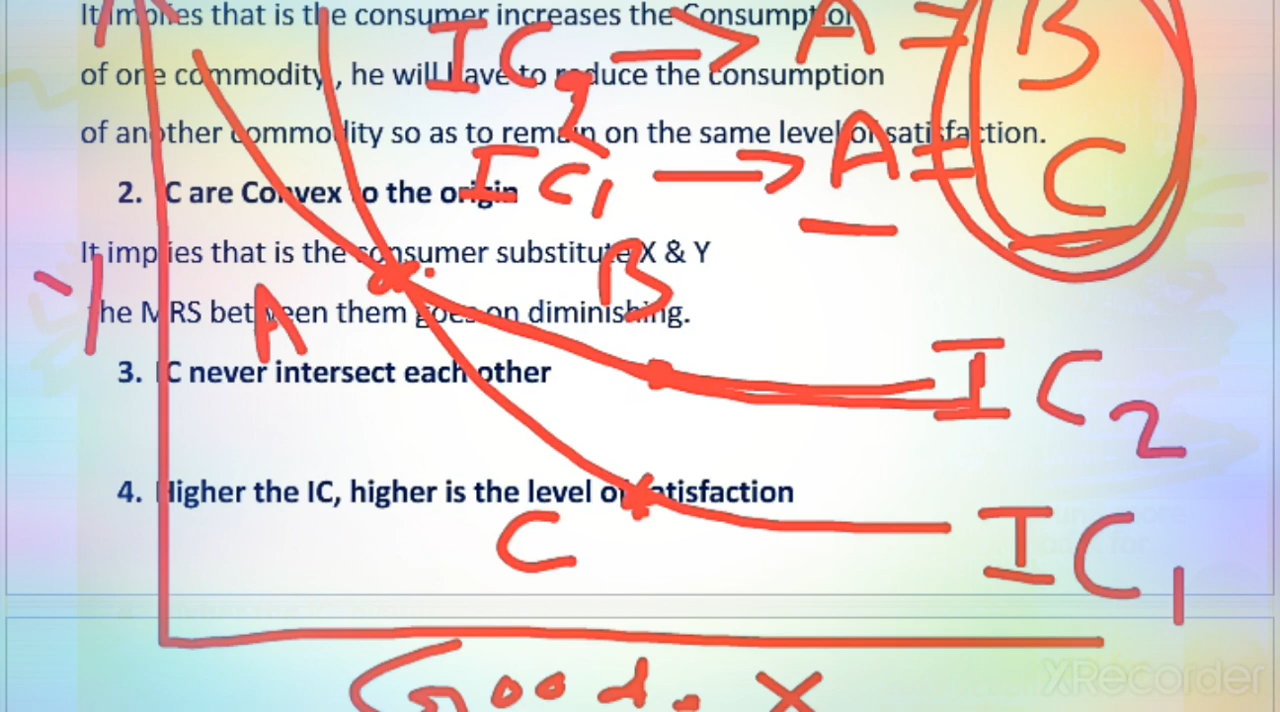 It implies that is the consumer increases the Consumption
of one commodity, he will have to reduce the consumption
of another commodity so as to remain on the same level of satisfaction.
2. IC are Convex to the origin
It implies that is the consumer substitute X & Y
the MRS between them goes on diminishing.
3. IC never intersect each other
4. Higher the IC, higher is the level of satisfaction
IC2 → A = B
IC1 → A = C
Y
A
B
IC2
C
IC1
Good. X
XRecorder